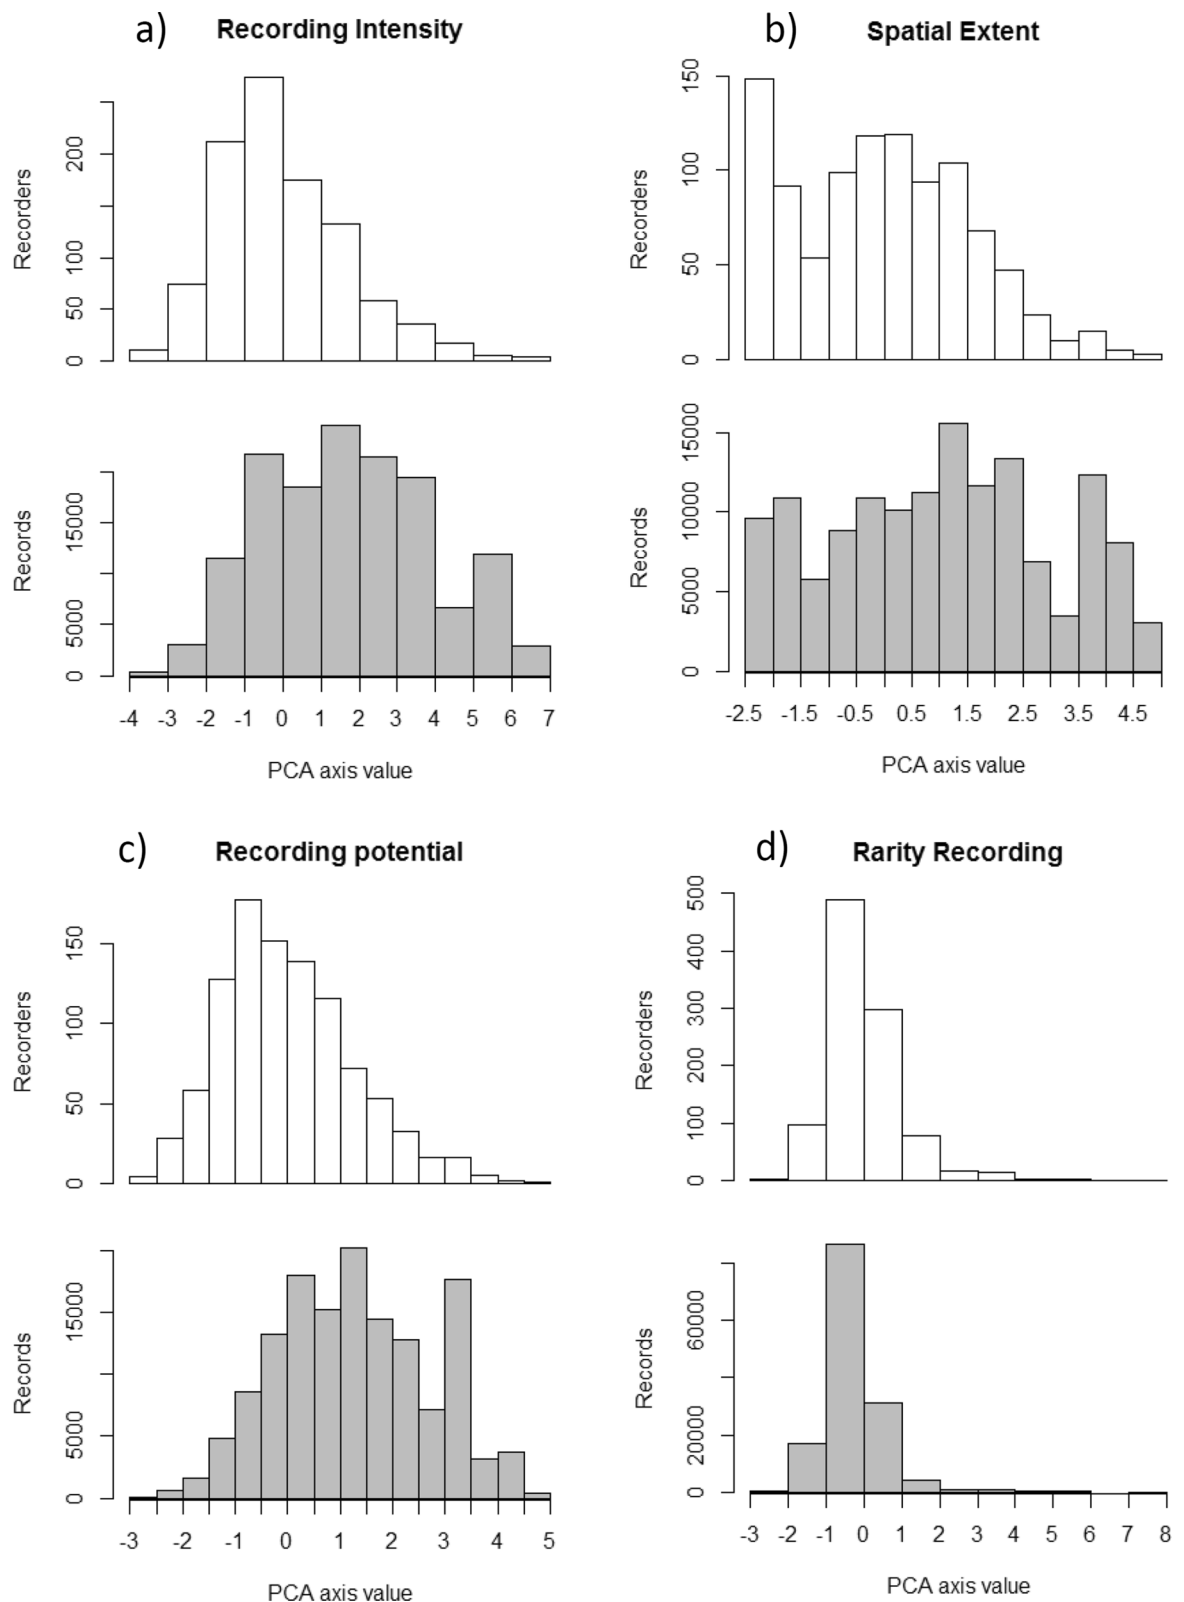 a) Recording Intensity
Recorders
0 50 100 200
Records
0 5000 15000
-4 -3 -2 -1 0 1 2 3 4 5 6 7
PCA axis value
b) Spatial Extent
Recorders
0 50 100 150
Records
0 5000 10000 15000
-2.5 -1.5 -0.5 0.5 1.5 2.5 3.5 4.5
PCA axis value
c) Recording potential
Recorders
0 50 100 150
Records
0 5000 15000
-3 -2 -1 0 1 2 3 4 5
PCA axis value
d) Rarity Recording
Recorders
0 100 200 300 400 500
Records
0 20000 60000
-3 -2 -1 0 1 2 3 4 5 6 7 8
PCA axis value